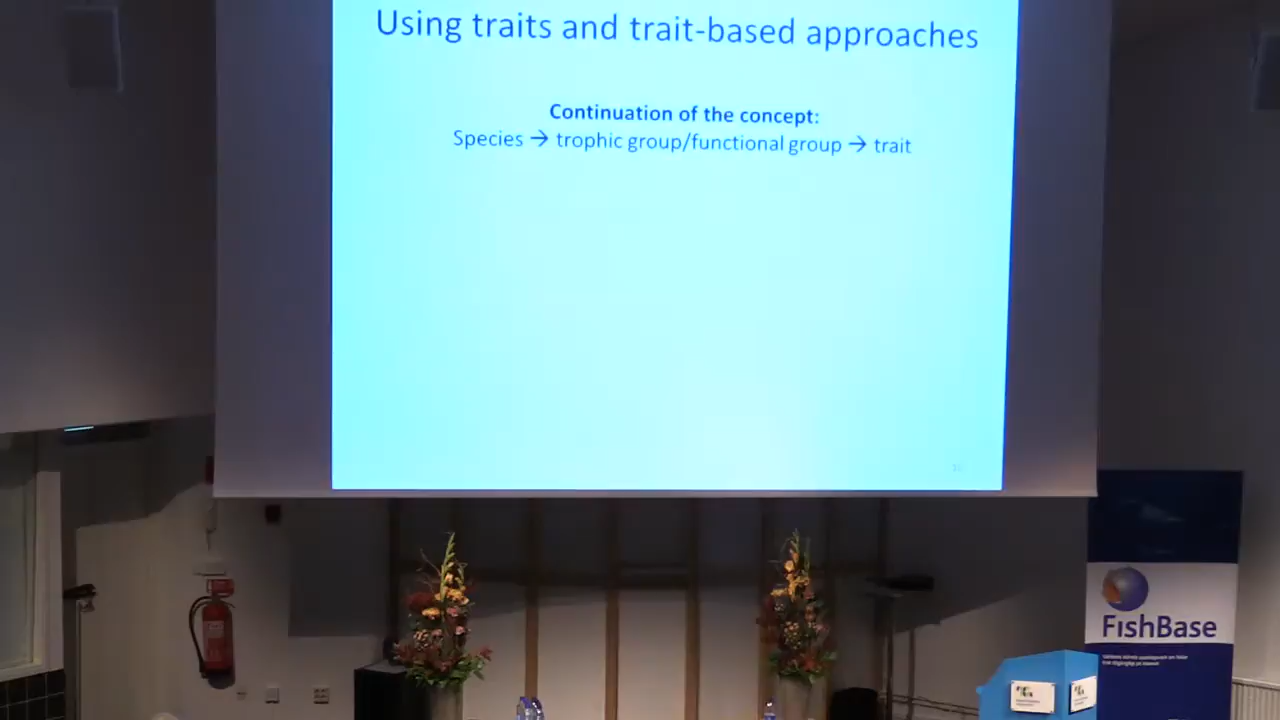 Using traits and trait-based approaches
Continuation of the concept:
Species → trophic group/functional group → trait
FishBase